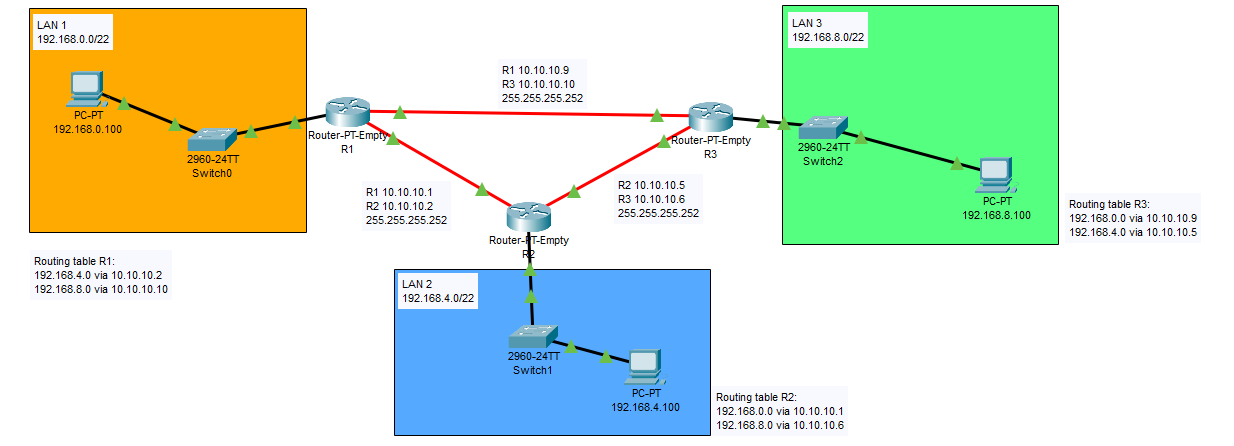 LAN 1
192.168.0.0/22
PC-PT
192.168.0.100
2960-24TT
Switch0
Router-PT-Empty
R1
R1 10.10.10.9
R3 10.10.10.10
255.255.255.252
Router-PT-Empty
R3
LAN 3
192.168.8.0/22
2960-24TT
Switch2
PC-PT
192.168.8.100
R1 10.10.10.1
R2 10.10.10.2
255.255.255.252
R2 10.10.10.5
R3 10.10.10.6
255.255.255.252
Router-PT-Empty
R2
Routing table R3:
192.168.0.0 via 10.10.10.9
192.168.4.0 via 10.10.10.5
Routing table R1:
192.168.4.0 via 10.10.10.2
192.168.8.0 via 10.10.10.10
LAN 2
192.168.4.0/22
2960-24TT
Switch1
PC-PT
192.168.4.100
Routing table R2:
192.168.0.0 via 10.10.10.1
192.168.8.0 via 10.10.10.6